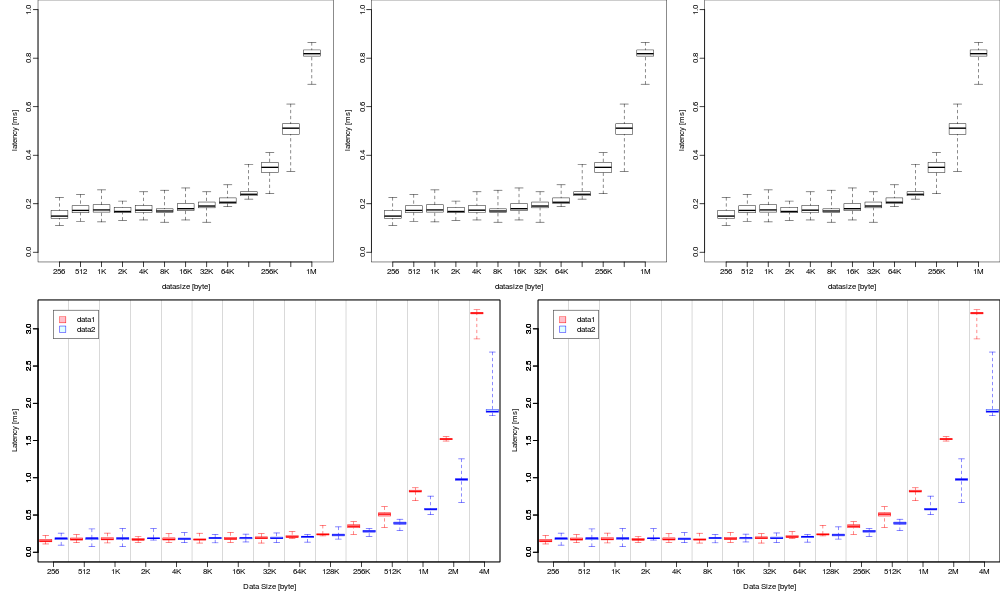 latency [ms]
1.0
0.8
0.6
0.4
0.2
0.0
256 512 1K 2K 4K 8K 16K 32K 64K 256K 1M
datasize [byte]
latency [ms]
1.0
0.8
0.6
0.4
0.2
0.0
256 512 1K 2K 4K 8K 16K 32K 64K 256K 1M
datasize [byte]
latency [ms]
1.0
0.8
0.6
0.4
0.2
0.0
256 512 1K 2K 4K 8K 16K 32K 64K 256K 1M
datasize [byte]
data1
data2
Latency [ms]
3.0
2.5
2.0
1.5
1.0
0.5
0.0
256 512 1K 2K 4K 8K 16K 32K 64K 128K 256K 512K 1M 2M 4M
Data Size [byte]
data1
data2
Latency [ms]
3.0
2.5
2.0
1.5
1.0
0.5
0.0
256 512 1K 2K 4K 8K 16K 32K 64K 128K 256K 512K 1M 2M 4M
Data Size [byte]